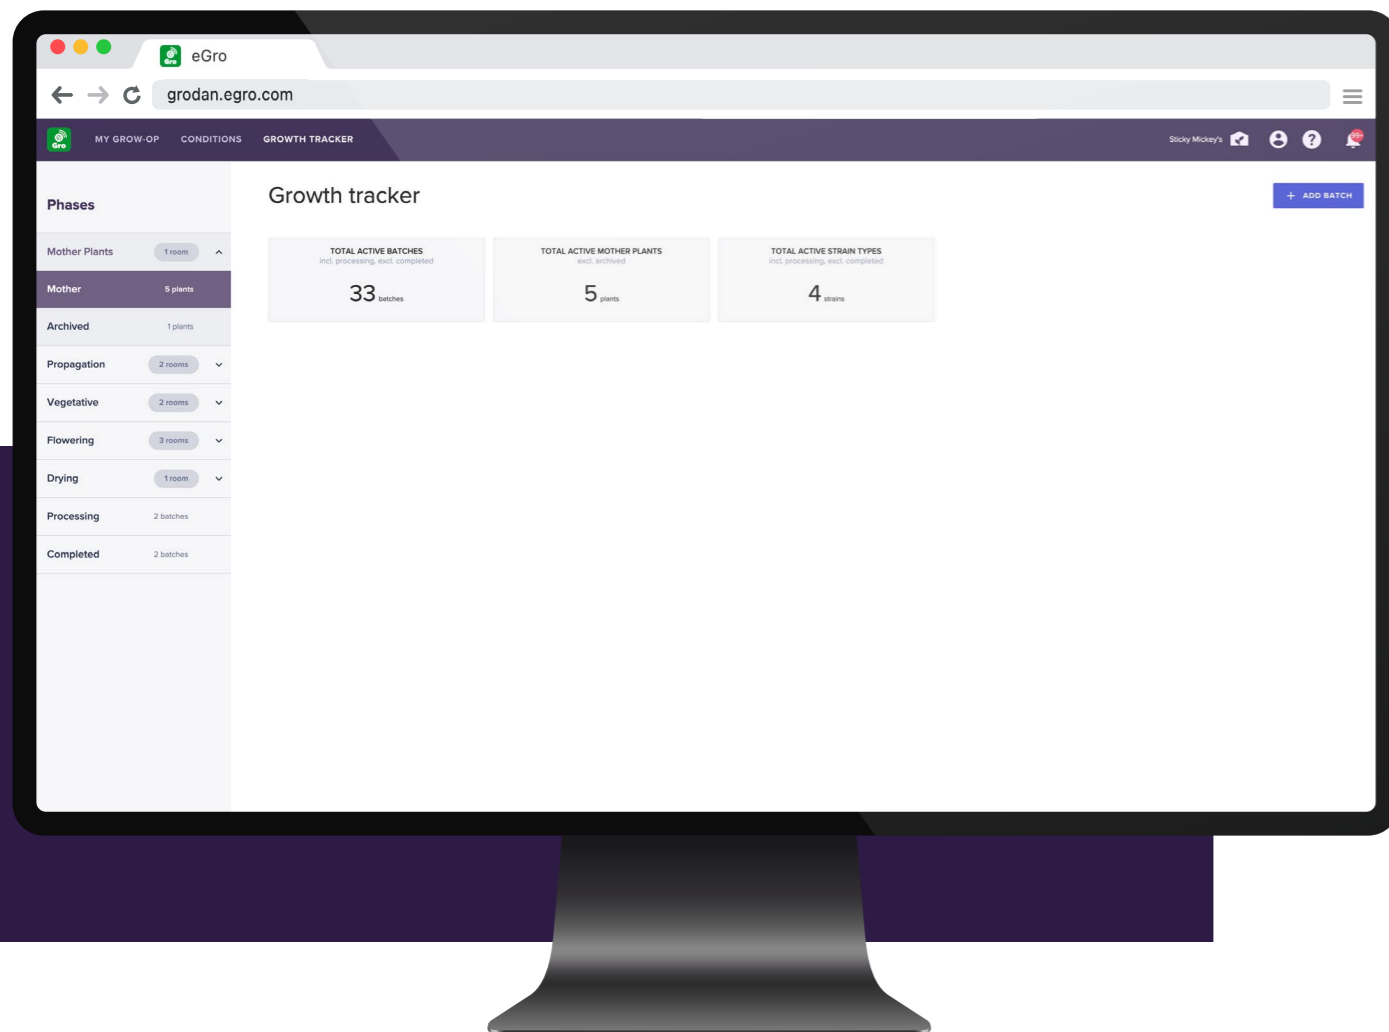 Gro eGro
grodan.egro.com
Gro MY GROW-OP CONDITIONS GROWTH TRACKER Sticky Mickey's ? 99+
Phases
Mother Plants 1 room
Mother 5 plants
Archived 1 plants
Propagation 2 rooms
Vegetative 2 rooms
Flowering 3 rooms
Drying 1 room
Processing 2 batches
Completed 2 batches
Growth tracker
+ ADD BATCH
TOTAL ACTIVE BATCHES
incl. processing, excl. completed
33 batches
TOTAL ACTIVE MOTHER PLANTS
excl. archived
5 plants
TOTAL ACTIVE STRAIN TYPES
incl. processing, excl. completed
4 strains